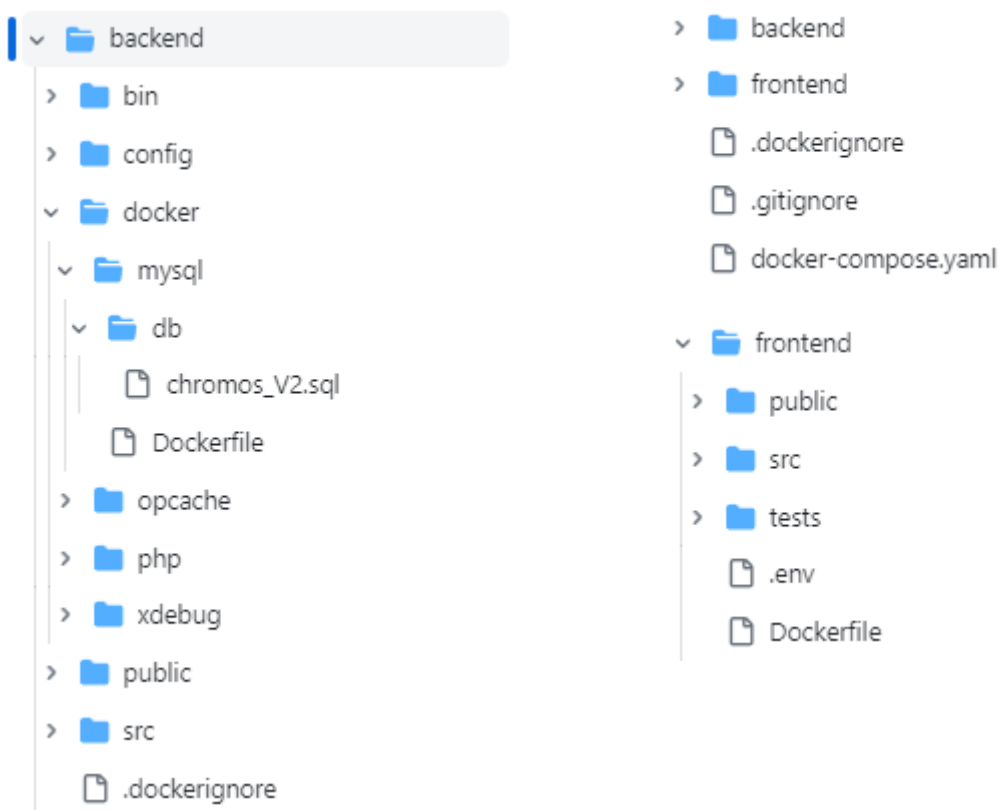 backend
bin
config
docker
mysql
db
chromos_V2.sql
Dockerfile
opcache
php
xdebug
public
src
.dockerignore
backend
frontend
.dockerignore
.gitignore
docker-compose.yaml
frontend
public
src
tests
.env
Dockerfile